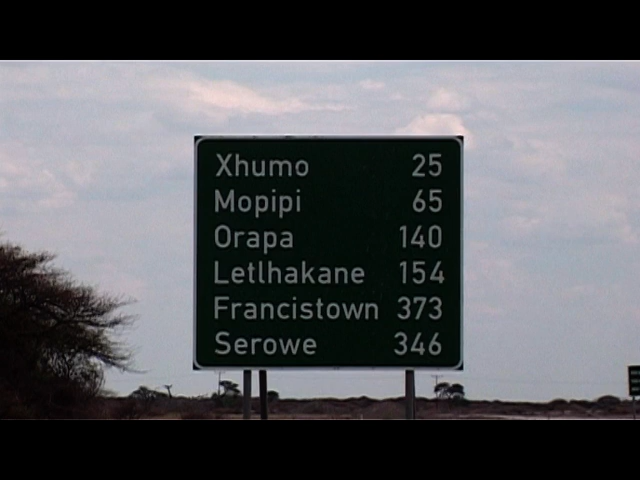 Xhumo 25
Mopipi 65
Orapa 140
Letlhakane 154
Francistown 373
Serowe 346